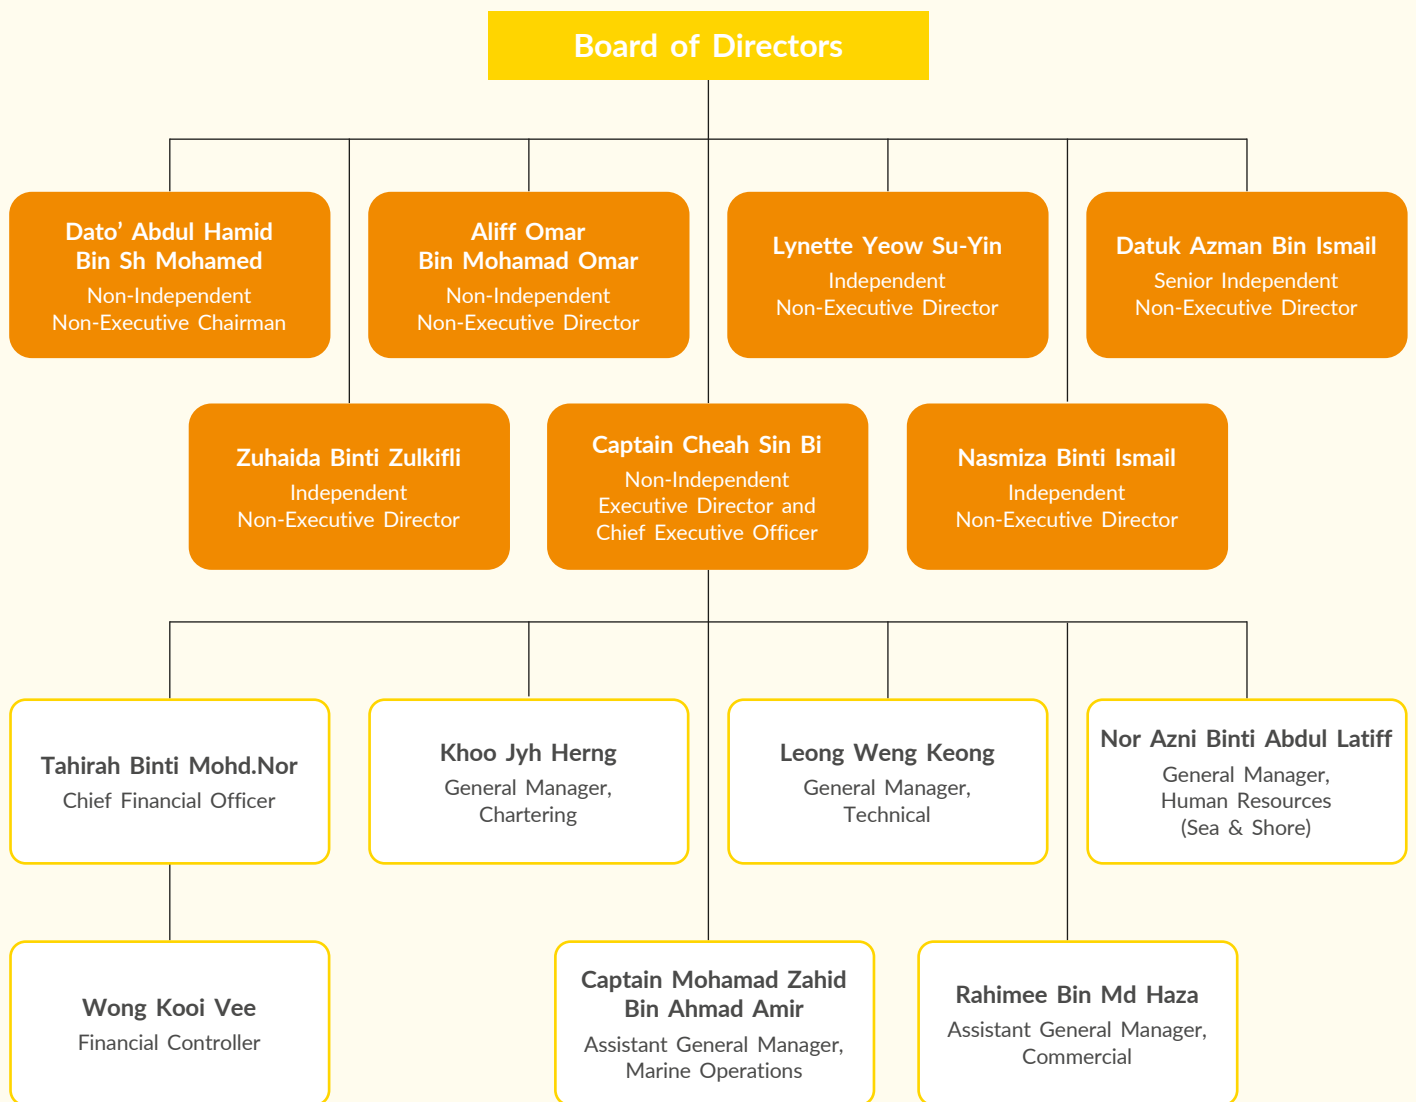 Board of Directors
Dato’ Abdul Hamid
Bin Sh Mohamed
Non-Independent
Non-Executive Chairman
Aliff Omar
Bin Mohamad Omar
Non-Independent
Non-Executive Director
Lynette Yeow Su-Yin
Independent
Non-Executive Director
Datuk Azman Bin Ismail
Senior Independent
Non-Executive Director
Zuhaida Binti Zulkifli
Independent
Non-Executive Director
Captain Cheah Sin Bi
Non-Independent
Executive Director and
Chief Executive Officer
Nasmiza Binti Ismail
Independent
Non-Executive Director
Tahirah Binti Mohd.Nor
Chief Financial Officer
Khoo Jyh Herng
General Manager,
Chartering
Leong Weng Keong
General Manager,
Technical
Nor Azni Binti Abdul Latiff
General Manager,
Human Resources
(Sea & Shore)
Wong Kooi Vee
Financial Controller
Captain Mohamad Zahid
Bin Ahmad Amir
Assistant General Manager,
Marine Operations
Rahimee Bin Md Haza
Assistant General Manager,
Commercial